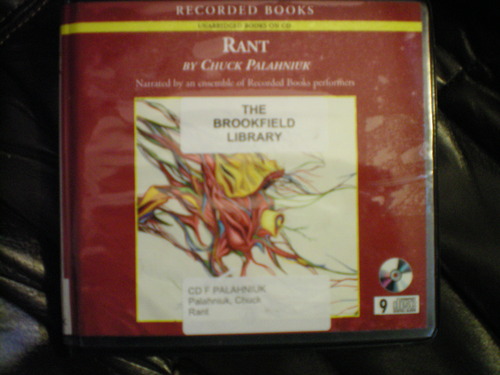 RECORDED BOOKS
UNABRIDGED BOOKS ON CD
RANT
BY CHUCK PALAHNIUK
Narrated by an ensemble of Recorded Books performers
THE
BROOKFIELD
LIBRARY
CD F PALAHNIUK
Palahniuk, Chuck
Rant
9